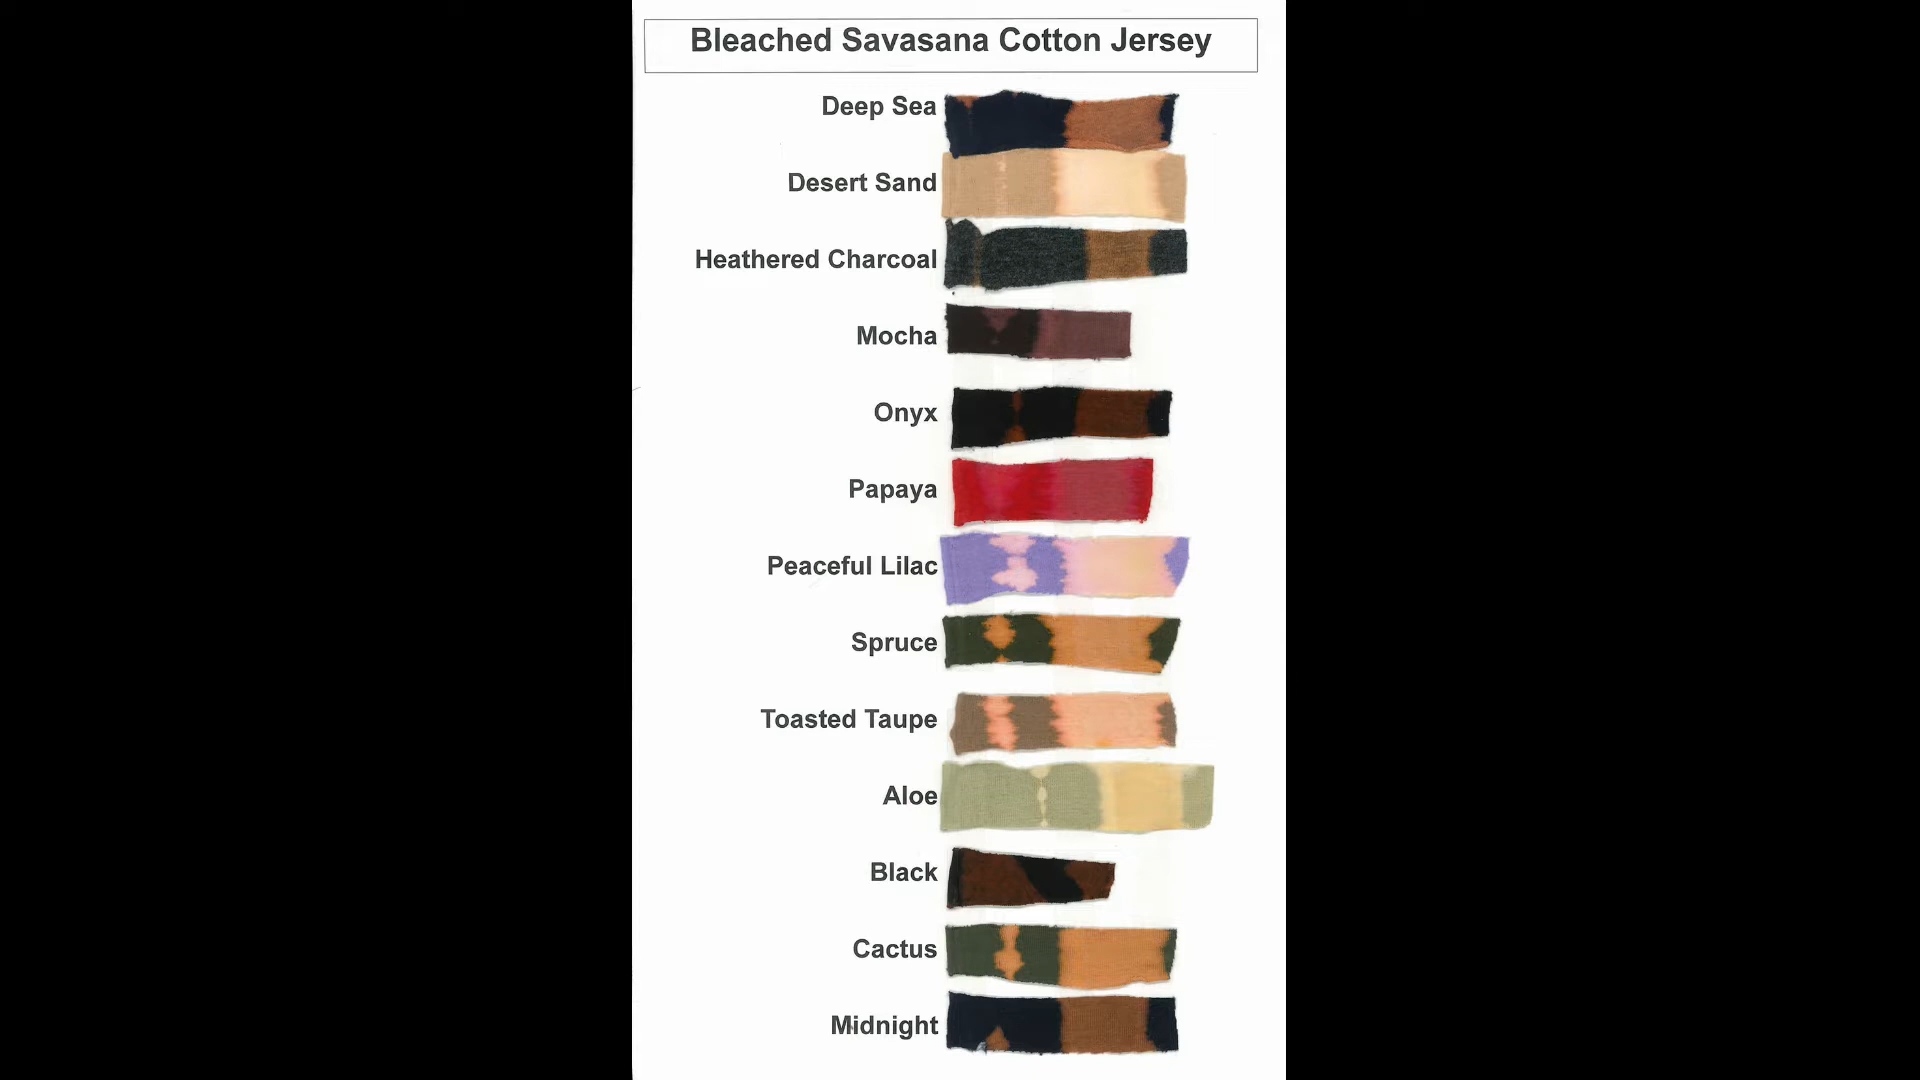 Bleached Savasana Cotton Jersey
Deep Sea
Desert Sand
Heathered Charcoal
Mocha
Onyx
Papaya
Peaceful Lilac
Spruce
Toasted Taupe
Aloe
Black
Cactus
Midnight